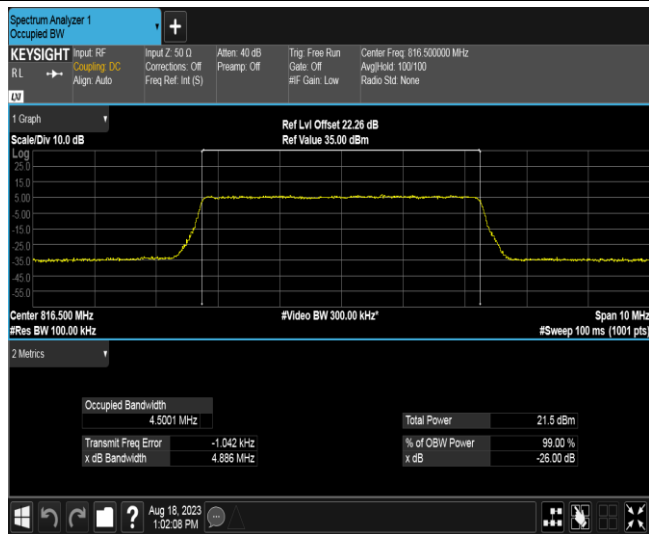 Spectrum Analyzer 1
Occupied BW
+
KEYSIGHT Input: RF Input Z: 50 Ω Atten: 40 dB Trig: Free Run Center Freq: 816.500000 MHz
RL Coupling: DC Corrections: Off Preamp: Off Gate: Off Avg|Hold: 100/100
Align: Auto Freq Ref: Int (S) #IF Gain: Low Radio Std: None
LXI
1 Graph
Ref Lvl Offset 22.26 dB
Scale/Div 10.0 dB Ref Value 35.00 dBm
Log
25.0
15.0
5.00
-5.00
-15.0
-25.0
-35.0
-45.0
-55.0
Center 816.500 MHz #Video BW 300.00 kHz* Span 10 MHz
#Res BW 100.00 kHz #Sweep 100 ms (1001 pts)
2 Metrics
Occupied Bandwidth
4.5001 MHz Total Power 21.5 dBm
Transmit Freq Error -1.042 kHz % of OBW Power 99.00 %
x dB Bandwidth 4.886 MHz x dB -26.00 dB
? Aug 18, 2023
1:02:08 PM